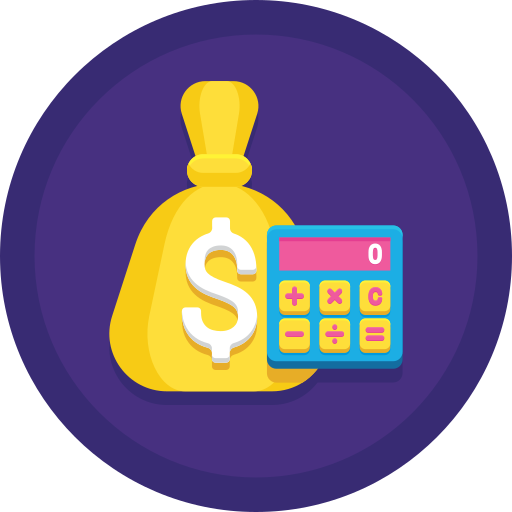 $
0
+ × C
− ÷ =